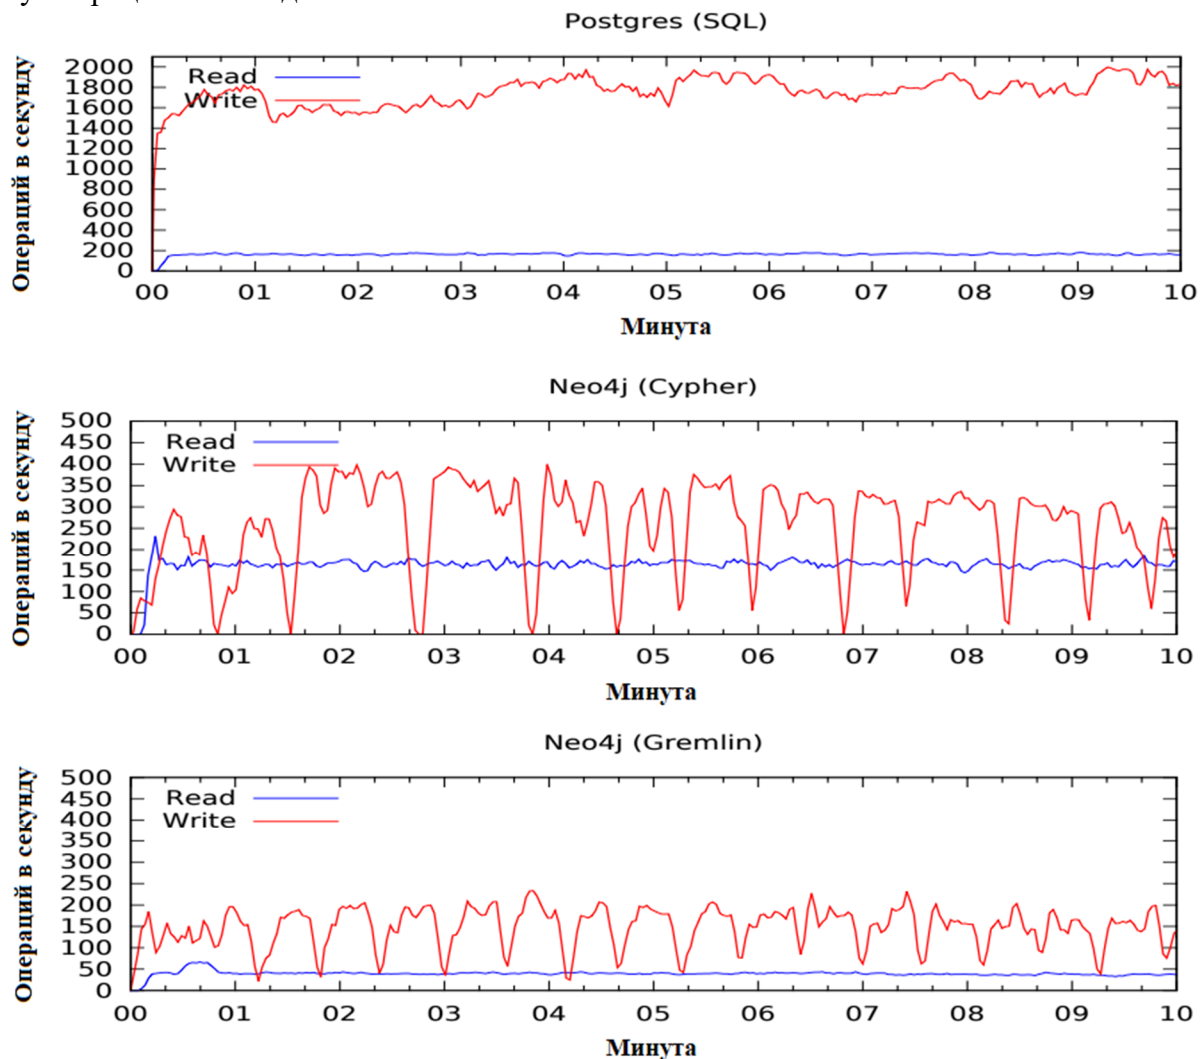 Postgres (SQL)
Операций в секунду
2000
1800
1600
1400
1200
1000
800
600
400
200
0
Read
Write
00 01 02 03 04 05 06 07 08 09 10
Минута
Neo4j (Cypher)
Операций в секунду
500
450
400
350
300
250
200
150
100
50
0
Read
Write
00 01 02 03 04 05 06 07 08 09 10
Минута
Neo4j (Gremlin)
Операций в секунду
500
450
400
350
300
250
200
150
100
50
0
Read
Write
00 01 02 03 04 05 06 07 08 09 10
Минута